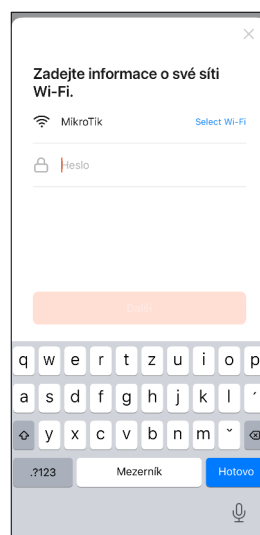 Zadejte informace o své síti
Wi-Fi.
MikroTik Select Wi-Fi
Heslo
Další
q w e r t z u i o p
a s d f g h j k l ´
y x c v b n m ˇ
.?123 Mezerník Hotovo